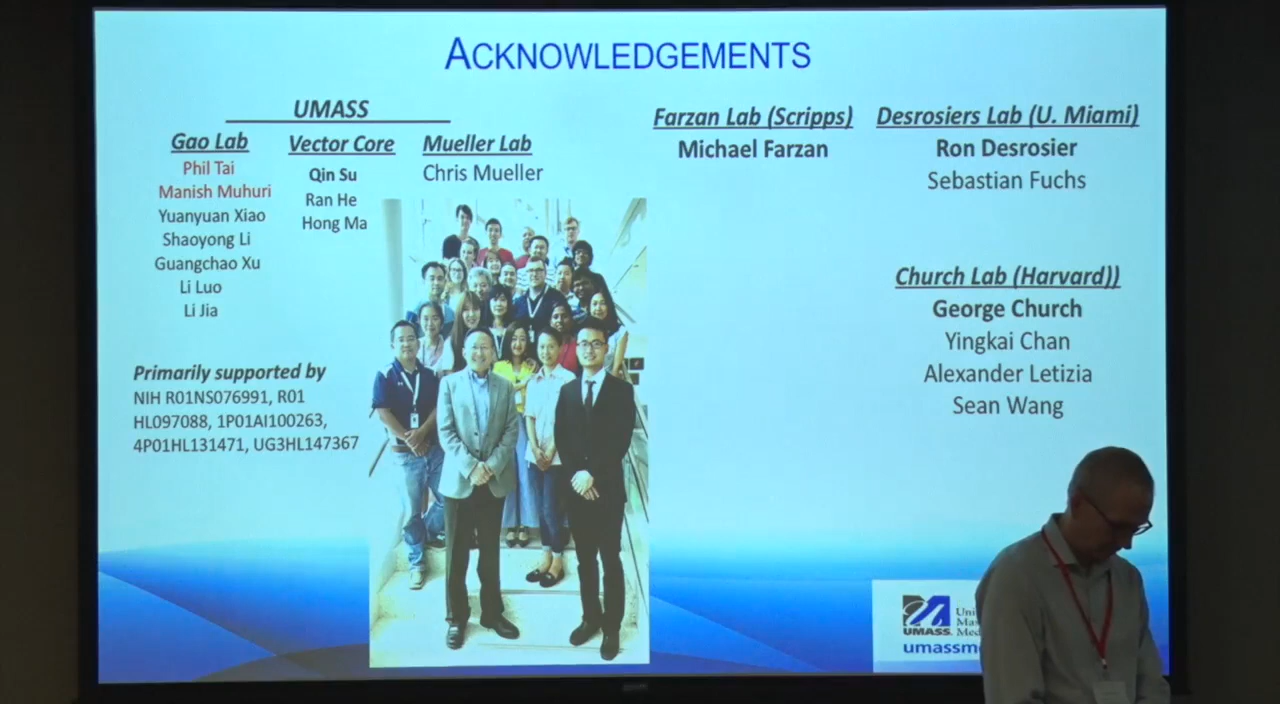 ACKNOWLEDGEMENTS
UMASS
Gao Lab
Phil Tai
Manish Muhuri
Yuanyuan Xiao
Shaoyong Li
Guangchao Xu
Li Luo
Li Jia
Vector Core
Qin Su
Ran He
Hong Ma
Mueller Lab
Chris Mueller
Primarily supported by
NIH R01NS076991, R01
HL097088, 1P01AI100263,
4P01HL131471, UG3HL147367
Farzan Lab (Scripps)
Michael Farzan
Desrosiers Lab (U. Miami)
Ron Desrosier
Sebastian Fuchs
Church Lab (Harvard))
George Church
Yingkai Chan
Alexander Letizia
Sean Wang
UMASS